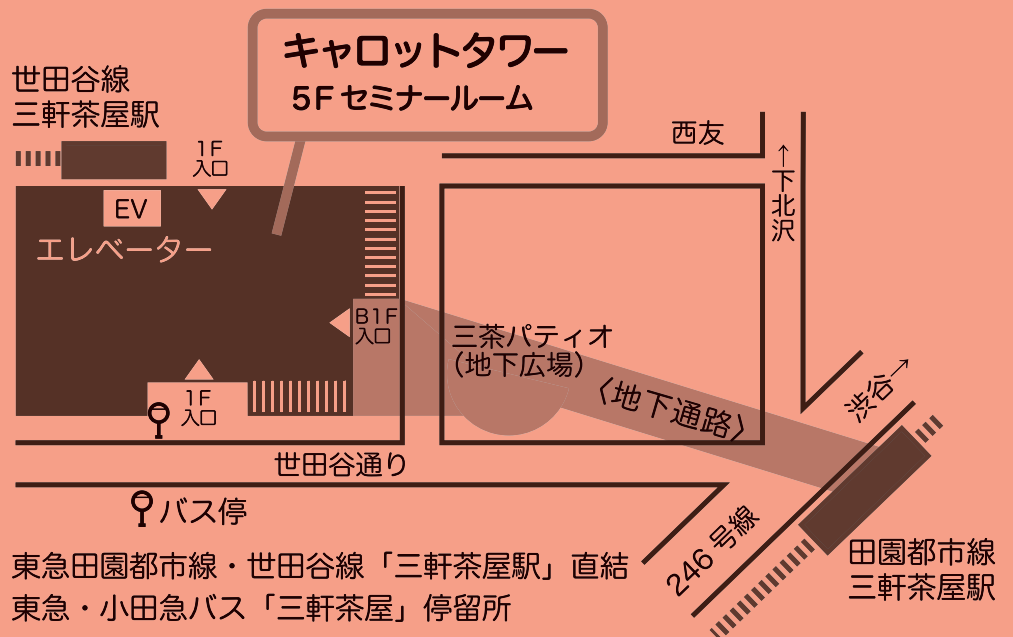 キャロットタワー
5F セミナールーム
世田谷線
三軒茶屋駅
1F
入口
EV
エレベーター
西友
←下北沢
B1F
入口
三茶パティオ
（地下広場）
〈地下通路〉
渋谷→
1F
入口
世田谷通り
バス停
246号線
田園都市線
三軒茶屋駅
東急田園都市線・世田谷線「三軒茶屋駅」直結
東急・小田急バス「三軒茶屋」停留所